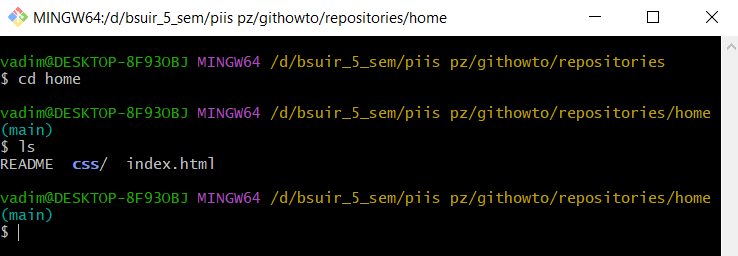 MINGW64:/d/bsuir_5_sem/piis pz/githowto/repositories/home
vadim@DESKTOP-8F93OBJ MINGW64 /d/bsuir_5_sem/piis pz/githowto/repositories
$ cd home
vadim@DESKTOP-8F93OBJ MINGW64 /d/bsuir_5_sem/piis pz/githowto/repositories/home
(main)
$ ls
README  css/  index.html
vadim@DESKTOP-8F93OBJ MINGW64 /d/bsuir_5_sem/piis pz/githowto/repositories/home
(main)
$